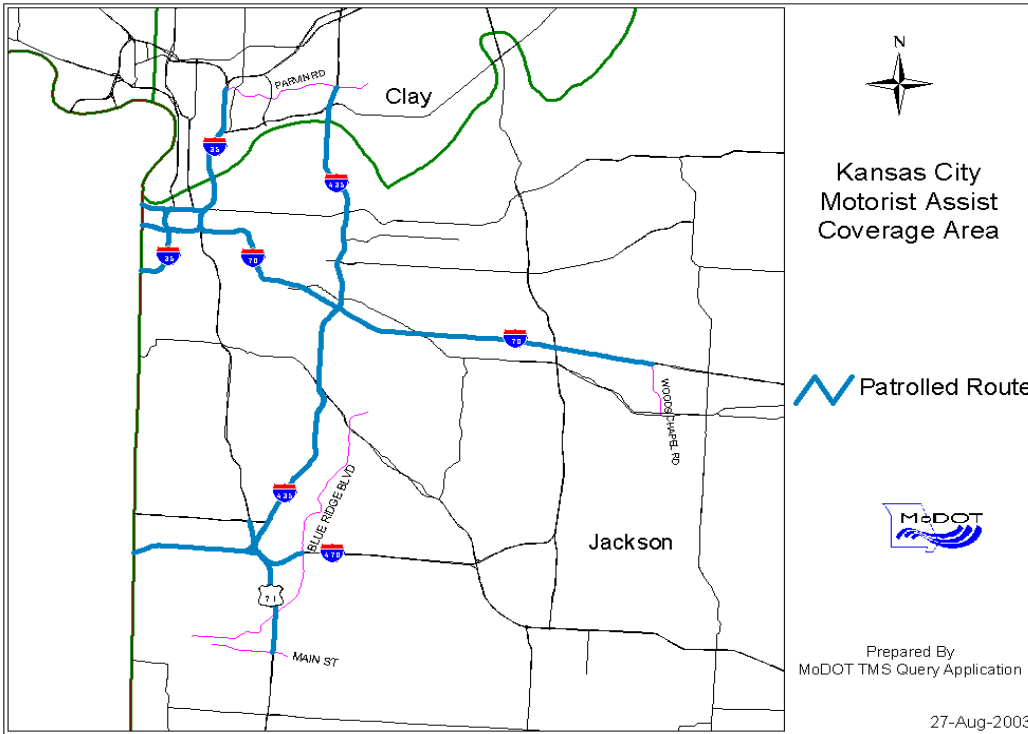 N
PARVIN RD
Clay
35
435
Kansas City
Motorist Assist
Coverage Area
35
70
70
WOODS CHAPEL RD
Patrolled Route
435
BLUE RIDGE BLVD
MoDOT
470
Jackson
71
MAIN ST
Prepared By
MoDOT TMS Query Application
27-Aug-2003